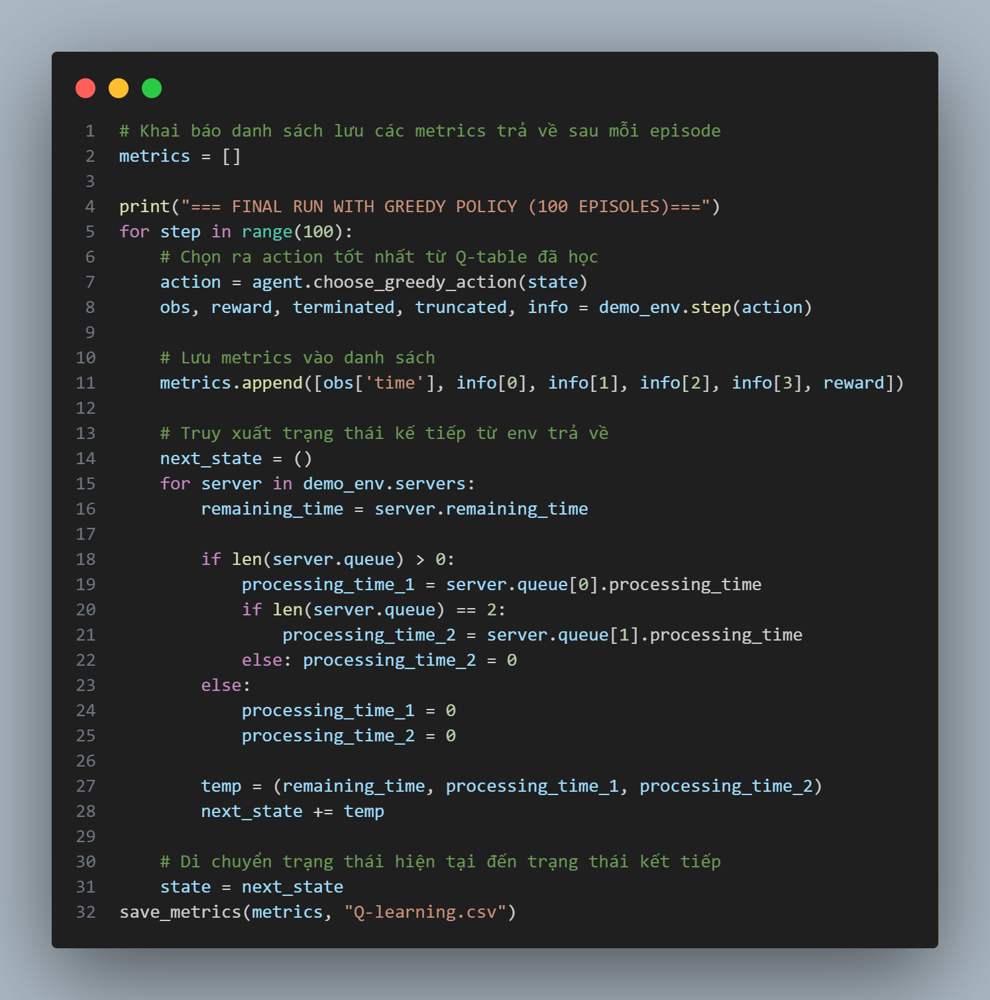 1 # Khai báo danh sách lưu các metrics trả về sau mỗi episode
2 metrics = []
3
4 print("=== FINAL RUN WITH GREEDY POLICY (100 EPISOLES)===")
5 for step in range(100):
6     # Chọn ra action tốt nhất từ Q-table đã học
7     action = agent.choose_greedy_action(state)
8     obs, reward, terminated, truncated, info = demo_env.step(action)
9
10     # Lưu metrics vào danh sách
11     metrics.append([obs['time'], info[0], info[1], info[2], info[3], reward])
12
13     # Truy xuất trạng thái kế tiếp từ env trả về
14     next_state = ()
15     for server in demo_env.servers:
16         remaining_time = server.remaining_time
17
18         if len(server.queue) > 0:
19             processing_time_1 = server.queue[0].processing_time
20             if len(server.queue) == 2:
21                 processing_time_2 = server.queue[1].processing_time
22             else: processing_time_2 = 0
23         else:
24             processing_time_1 = 0
25             processing_time_2 = 0
26
27         temp = (remaining_time, processing_time_1, processing_time_2)
28         next_state += temp
29
30     # Di chuyển trạng thái hiện tại đến trạng thái kết tiếp
31     state = next_state
32 save_metrics(metrics, "Q-learning.csv")